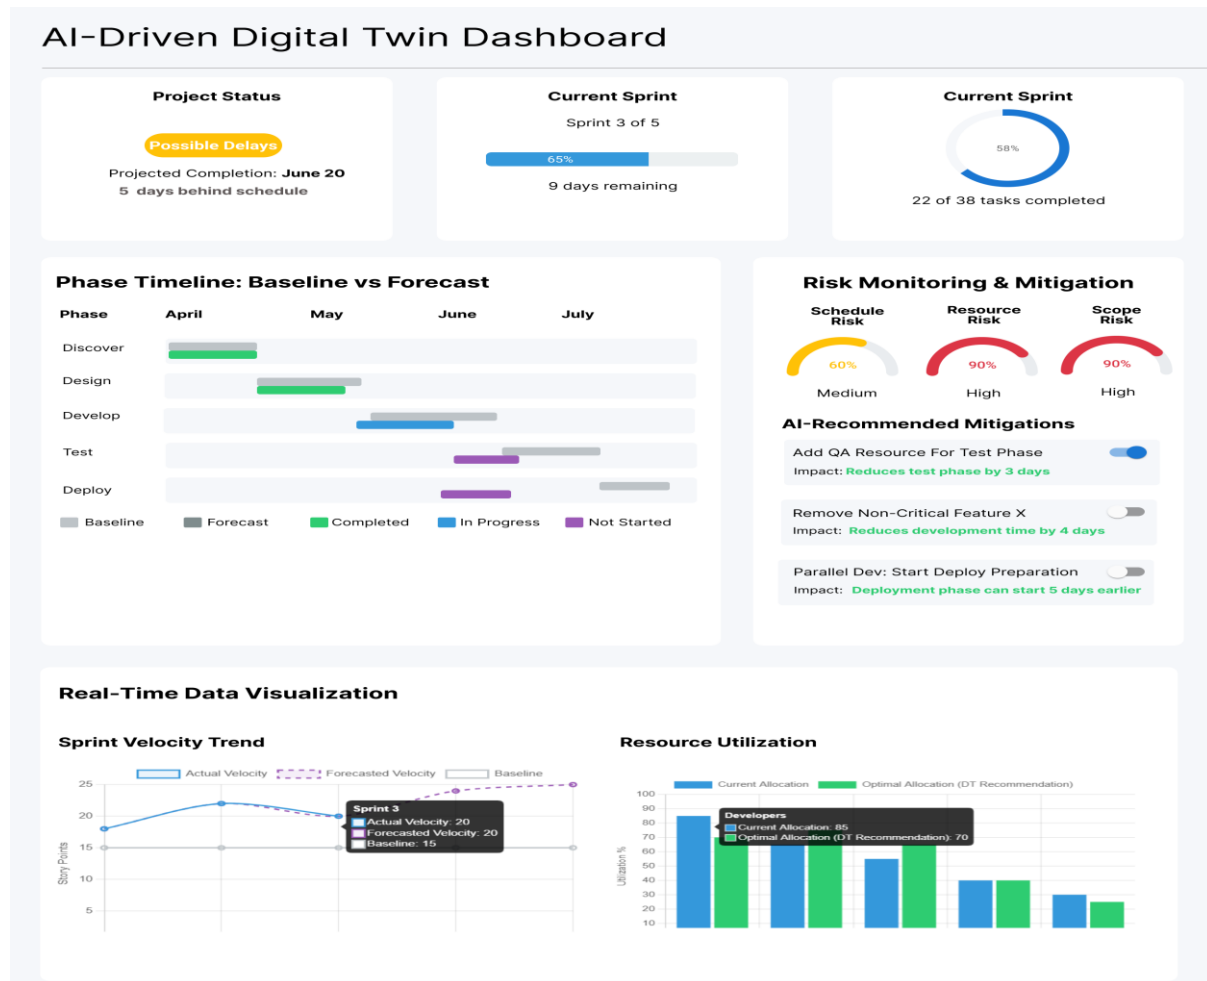 AI-Driven Digital Twin Dashboard
Project Status
Possible Delays
Projected Completion: June 20
5 days behind schedule
Current Sprint
Sprint 3 of 5
65%
9 days remaining
Current Sprint
58%
22 of 38 tasks completed
Phase Timeline: Baseline vs Forecast
Phase April May June July
Discover
Design
Develop
Test
Deploy
Baseline Forecast Completed In Progress Not Started
Risk Monitoring & Mitigation
Schedule Risk
60%
Medium
Resource Risk
90%
High
Scope Risk
90%
High
AI-Recommended Mitigations
Add QA Resource For Test Phase
Impact: Reduces test phase by 3 days
Remove Non-Critical Feature X
Impact: Reduces development time by 4 days
Parallel Dev: Start Deploy Preparation
Impact: Deployment phase can start 5 days earlier
Real-Time Data Visualization
Sprint Velocity Trend
Actual Velocity Forecasted Velocity Baseline
25
20
15
10
5
Story Points
Sprint 3
Actual Velocity: 20
Forecasted Velocity: 20
Baseline: 15
Resource Utilization
Current Allocation Optimal Allocation (DT Recommendation)
100
90
80
70
60
50
40
30
20
10
Utilization %
Developers
Current Allocation: 85
Optimal Allocation (DT Recommendation): 70